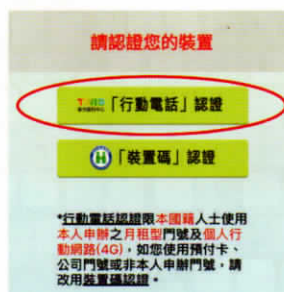 請認證您的裝置
「行動電話」認證
「裝置碼」認證
*行動電話認證限本國籍人士使用
本人申辦之月租型門號及個人行
動網路(4G)，如您使用預付卡、
公司門號或非本人申辦門號，請
改用裝置碼認證。